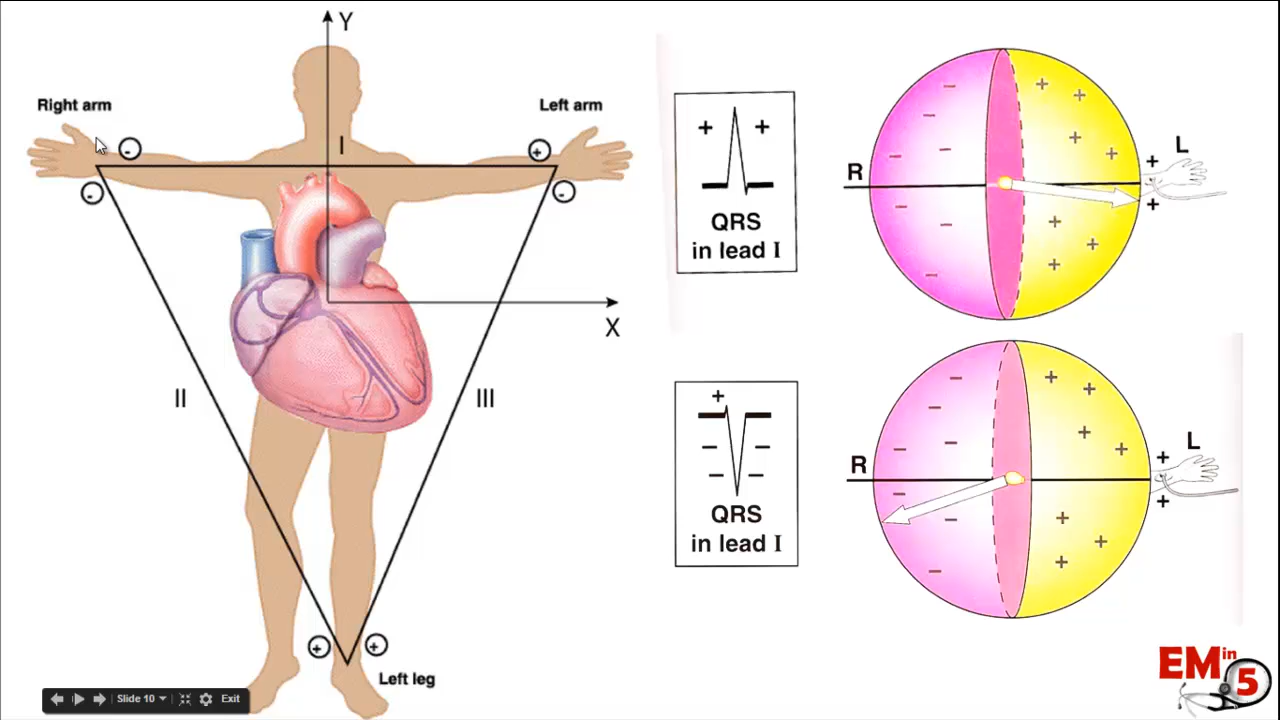 Y
Right arm
Left arm
I
-
+
-
-
X
II
III
+
+
Left leg
+ +
QRS
in lead I
R
L
- - - - - - -
+ + + + + + +
+
+
+
- -
- -
QRS
in lead I
R
L
- - - - - - -
+ + + + + + +
+
+
Slide 10
Exit
EM in 5